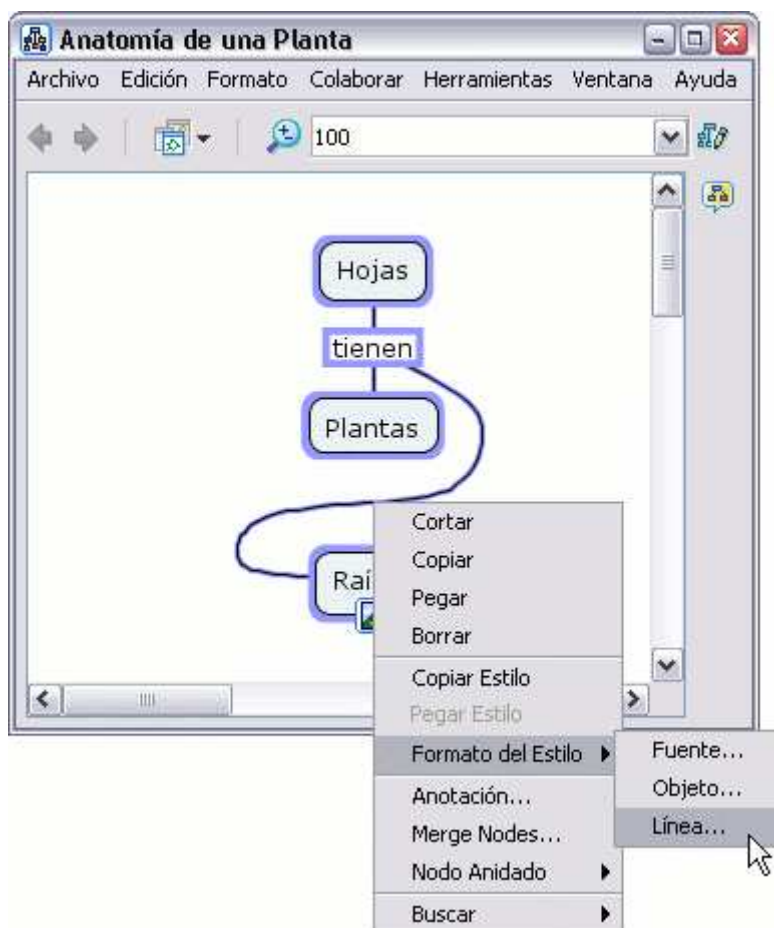 Anatomía de una Planta
Archivo Edición Formato Colaborar Herramientas Ventana Ayuda
100
Hojas
tienen
Plantas
Raí
Cortar
Copiar
Pegar
Borrar
Copiar Estilo
Pegar Estilo
Formato del Estilo
Fuente...
Objeto...
Línea...
Anotación...
Merge Nodes...
Nodo Anidado
Buscar